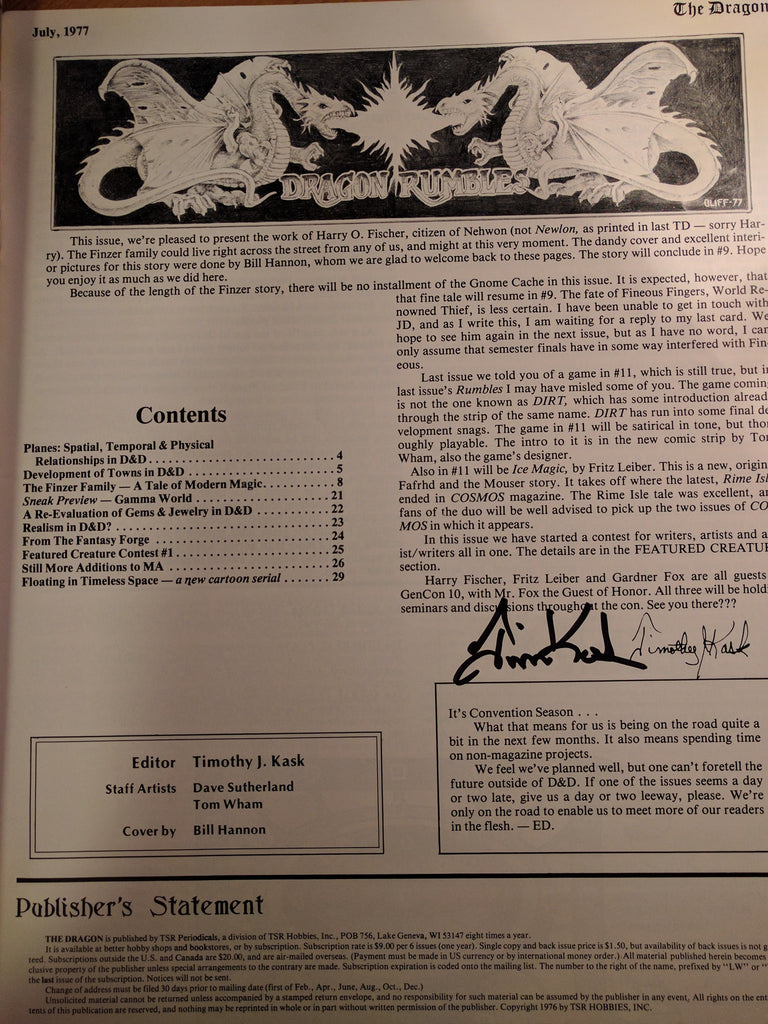 The Dragon
July, 1977
DRAGON RUMBLES
BLIFF-77
This issue, we're pleased to present the work of Harry O. Fischer, citizen of Nehwon (not Newlon, as printed in last TD — sorry Har-
ry). The Finzer family could live right across the street from any of us, and might at this very moment. The dandy cover and excellent interi-
or pictures for this story were done by Bill Hannon, whom we are glad to welcome back to these pages. The story will conclude in #9. Hope
you enjoy it as much as we did here.
Because of the length of the Finzer story, there will be no installment of the Gnome Cache in this issue. It is expected, however, that
that fine tale will resume in #9. The fate of Fineous Fingers, World Re-
nowned Thief, is less certain. I have been unable to get in touch with
JD, and as I write this, I am waiting for a reply to my last card. We
hope to see him again in the next issue, but as I have no word, I can
only assume that semester finals have in some way interfered with Fin-
eous.
Last issue we told you of a game in #11, which is still true, but i
last issue's Rumbles I may have misled some of you. The game comin
is not the one known as DIRT, which has some introduction alread
through the strip of the same name. DIRT has run into some final de
velopment snags. The game in #11 will be satirical in tone, but tho
oughly playable. The intro to it is in the new comic strip by To
Wham, also the game's designer.
Also in #11 will be Ice Magic, by Fritz Leiber. This is a new, origin
Fafrhd and the Mouser story. It takes off where the latest, Rime Isl
ended in COSMOS magazine. The Rime Isle tale was excellent, a
fans of the duo will be well advised to pick up the two issues of CO
MOS in which it appears.
In this issue we have started a contest for writers, artists and a
ist/writers all in one. The details are in the FEATURED CREATU
section.
Harry Fischer, Fritz Leiber and Gardner Fox are all guests
GenCon 10, with Mr. Fox the Guest of Honor. All three will be hold
seminars and discussions throughout the con. See you there???
Tim Kask Timothy J Kask
Contents
Planes: Spatial, Temporal & Physical
Relationships in D&D . . . . . . . . . . . . . . . . . . . . . . . . . . . . 4
Development of Towns in D&D . . . . . . . . . . . . . . . . . . . . . . 5
The Finzer Family — A Tale of Modern Magic. . . . . . . . . . . . 8
Sneak Preview — Gamma World . . . . . . . . . . . . . . . . . . . . 21
A Re-Evaluation of Gems & Jewelry in D&D . . . . . . . . . . . 22
Realism in D&D? . . . . . . . . . . . . . . . . . . . . . . . . . . . . . . . 23
From The Fantasy Forge . . . . . . . . . . . . . . . . . . . . . . . . . 24
Featured Creature Contest #1 . . . . . . . . . . . . . . . . . . . . . 25
Still More Additions to MA . . . . . . . . . . . . . . . . . . . . . . . 26
Floating in Timeless Space — a new cartoon serial . . . . . . . 29
Editor Timothy J. Kask
Staff Artists Dave Sutherland
Tom Wham
Cover by Bill Hannon
It's Convention Season . . .
What that means for us is being on the road quite a
bit in the next few months. It also means spending time
on non-magazine projects.
We feel we've planned well, but one can't foretell the
future outside of D&D. If one of the issues seems a day
or two late, give us a day or two leeway, please. We're
only on the road to enable us to meet more of our readers
in the flesh. — ED.
Publisher's Statement
THE DRAGON is published by TSR Periodicals, a division of TSR Hobbies, Inc., POB 756, Lake Geneva, WI 53147 eight times a year.
It is available at better hobby shops and bookstores, or by subscription. Subscription rate is $9.00 per 6 issues (one year). Single copy and back issue price is $1.50, but availability of back issues is not g
teed. Subscriptions outside the U.S. and Canada are $20.00, and are air-mailed overseas. (Payment must be made in US currency or by international money order.) All material published herein becomes
clusive property of the publisher unless special arrangements to the contrary are made. Subscription expiration is coded onto the mailing list. The number to the right of the name, prefixed by "LW" or "
the last issue of the subscription. Notices will not be sent.
Change of address must be filed 30 days prior to mailing date (first of Feb., Apr., June, Aug., Oct., Dec.)
Unsolicited material cannot be returned unless accompanied by a stamped return envelope, and no responsibility for such material can be assumed by the publisher in any event. All rights on the ent
tents of this publication are reserved, and nothing may be reprinted in whole or in part without written permission of the publisher. Copyright 1976 by TSR HOBBIES, INC.